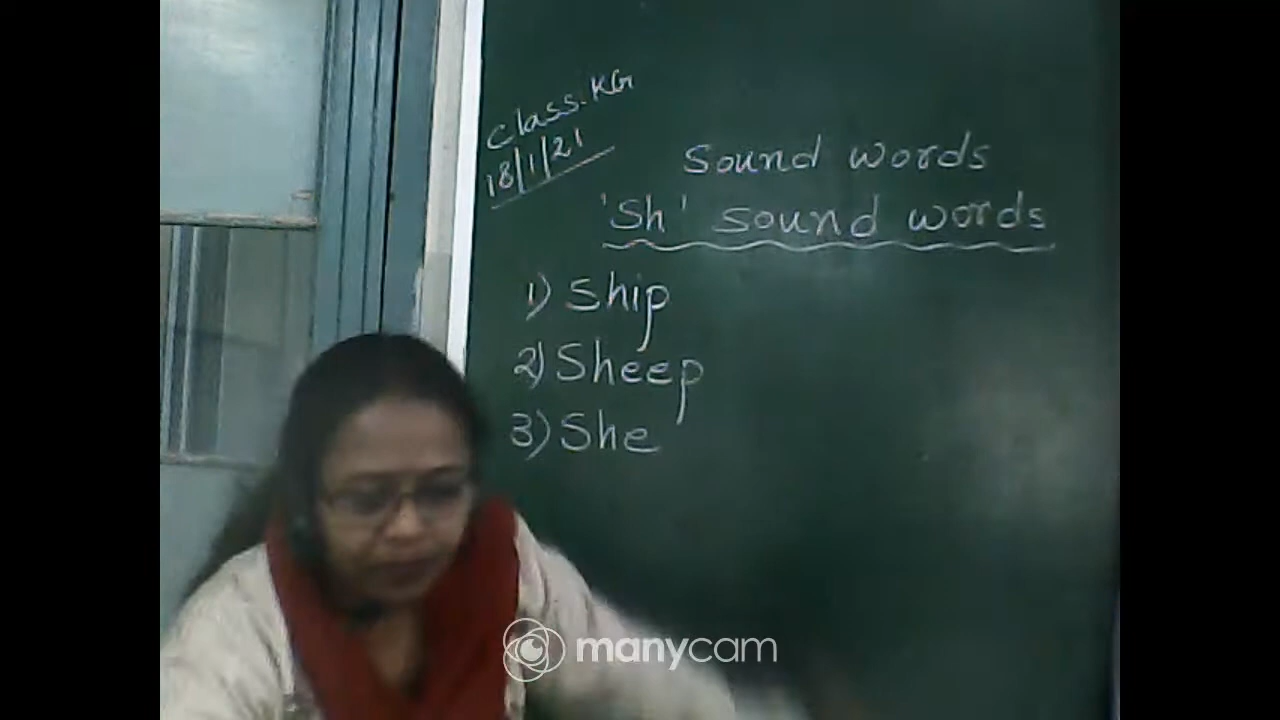 Class. KG
18/1/21
Sound words
'Sh' sound words
1) Ship
2) Sheep
3) She
manycam